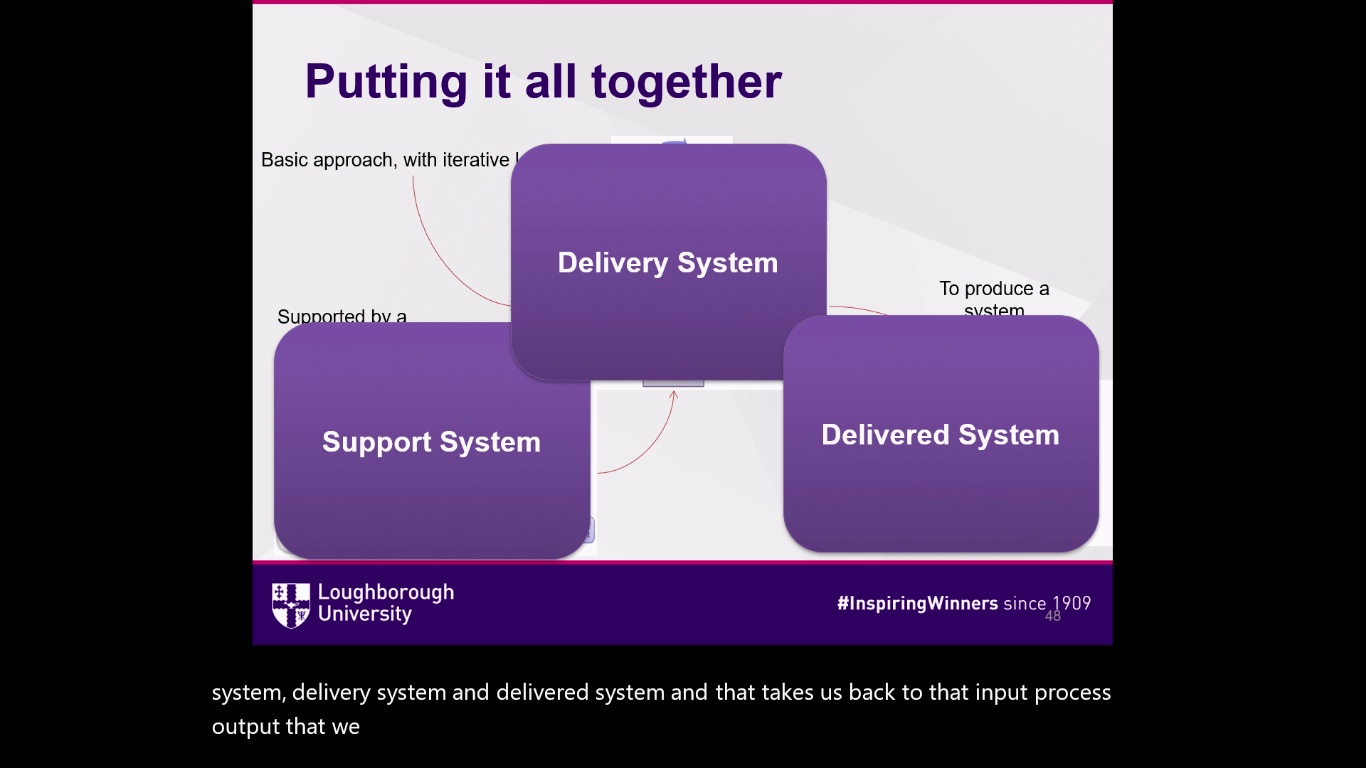 Putting it all together
Basic approach, with iterative
Delivery System
To produce a
system
Supported by a
Support System
Delivered System
Loughborough
University
#InspiringWinners since 1909
48
system, delivery system and delivered system and that takes us back to that input process
output that we